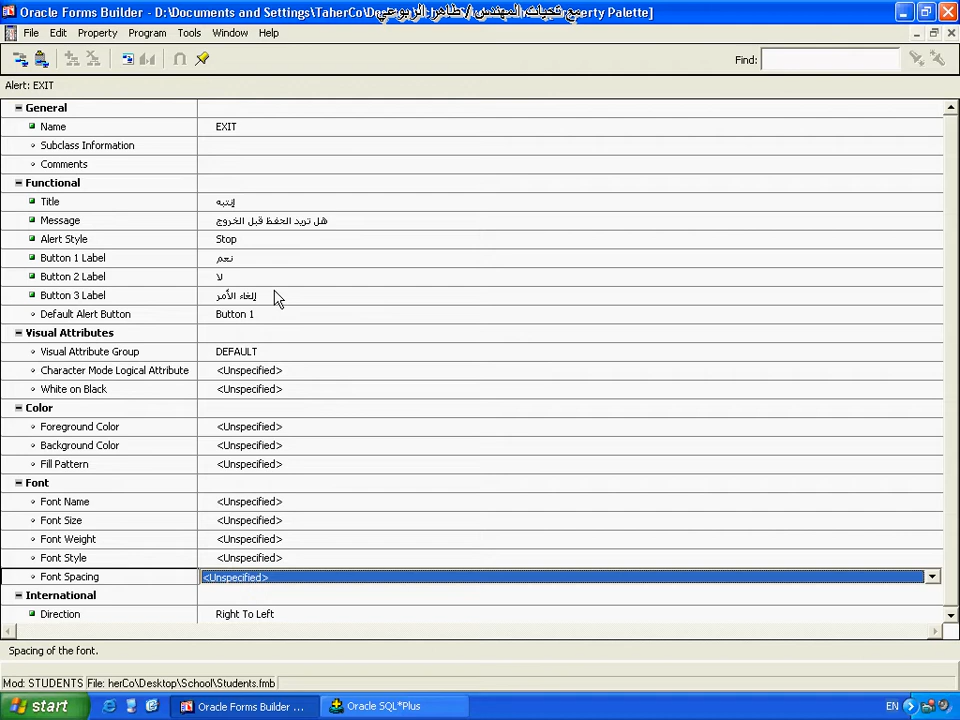 Oracle Forms Builder - D:\Documents and Settings\TaherCo\De
مع تحيات المهندس / طاهر الربوعي
perty Palette]
File Edit Property Program Tools Window Help
Find:
Alert: EXIT
General
Name EXIT
Subclass Information
Comments
Functional
Title إنتبه
Message هل تريد الحفظ قبل الخروج
Alert Style Stop
Button 1 Label نعم
Button 2 Label لا
Button 3 Label إلغاء الأمر
Default Alert Button Button 1
Visual Attributes
Visual Attribute Group DEFAULT
Character Mode Logical Attribute <Unspecified>
White on Black <Unspecified>
Color
Foreground Color <Unspecified>
Background Color <Unspecified>
Fill Pattern <Unspecified>
Font
Font Name <Unspecified>
Font Size <Unspecified>
Font Weight <Unspecified>
Font Style <Unspecified>
Font Spacing <Unspecified>
International
Direction Right To Left
Spacing of the font.
Mod: STUDENTS File: herCo\Desktop\School\Students.fmb
start Oracle Forms Builder ... Oracle SQL*Plus EN